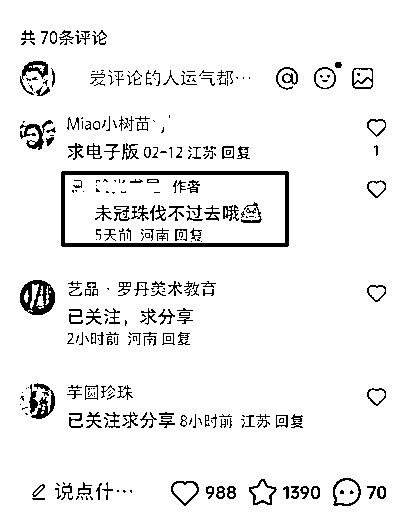 共 70条评论
爱评论的人运气都…
Miao小树苗
求电子版 02-12 江苏 回复
1
作者
未冠珠伐不过去哦
5天前 河南 回复
艺品·罗丹美术教育
已关注，求分享
2小时前 河南 回复
芋圆珍珠
已关注求分享 8小时前 江苏 回复
说点什… 988 1390 70